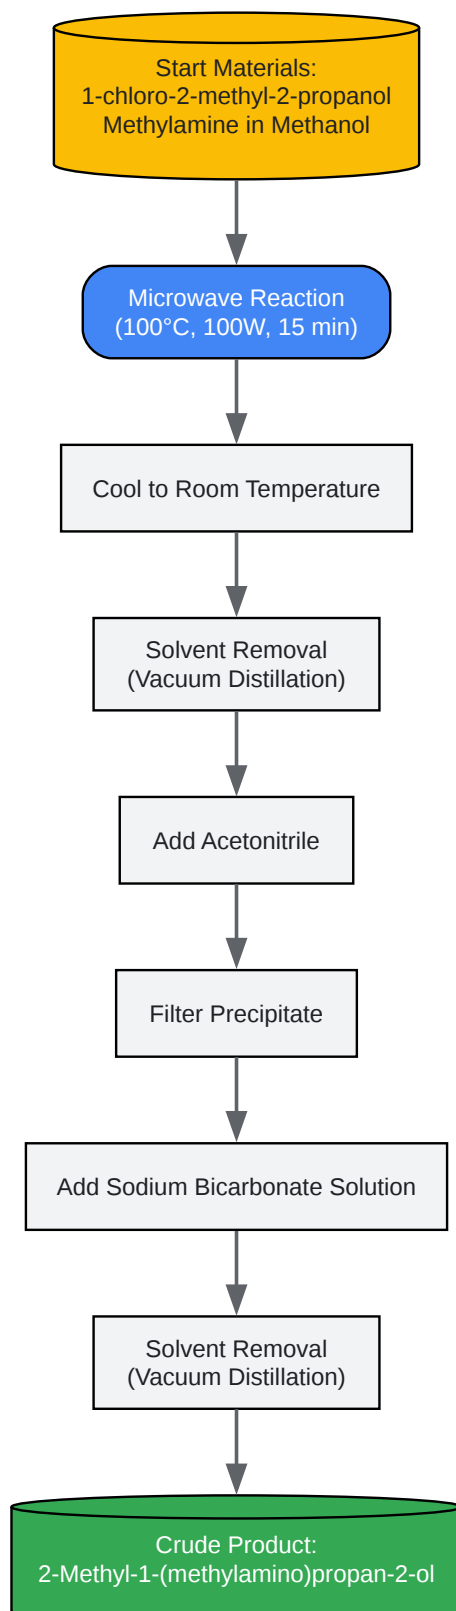 Start Materials:
1-chloro-2-methyl-2-propanol
Methylamine in Methanol
Microwave Reaction
(100°C, 100W, 15 min)
Cool to Room Temperature
Solvent Removal
(Vacuum Distillation)
Add Acetonitrile
Filter Precipitate
Add Sodium Bicarbonate Solution
Solvent Removal
(Vacuum Distillation)
Crude Product:
2-Methyl-1-(methylamino)propan-2-ol